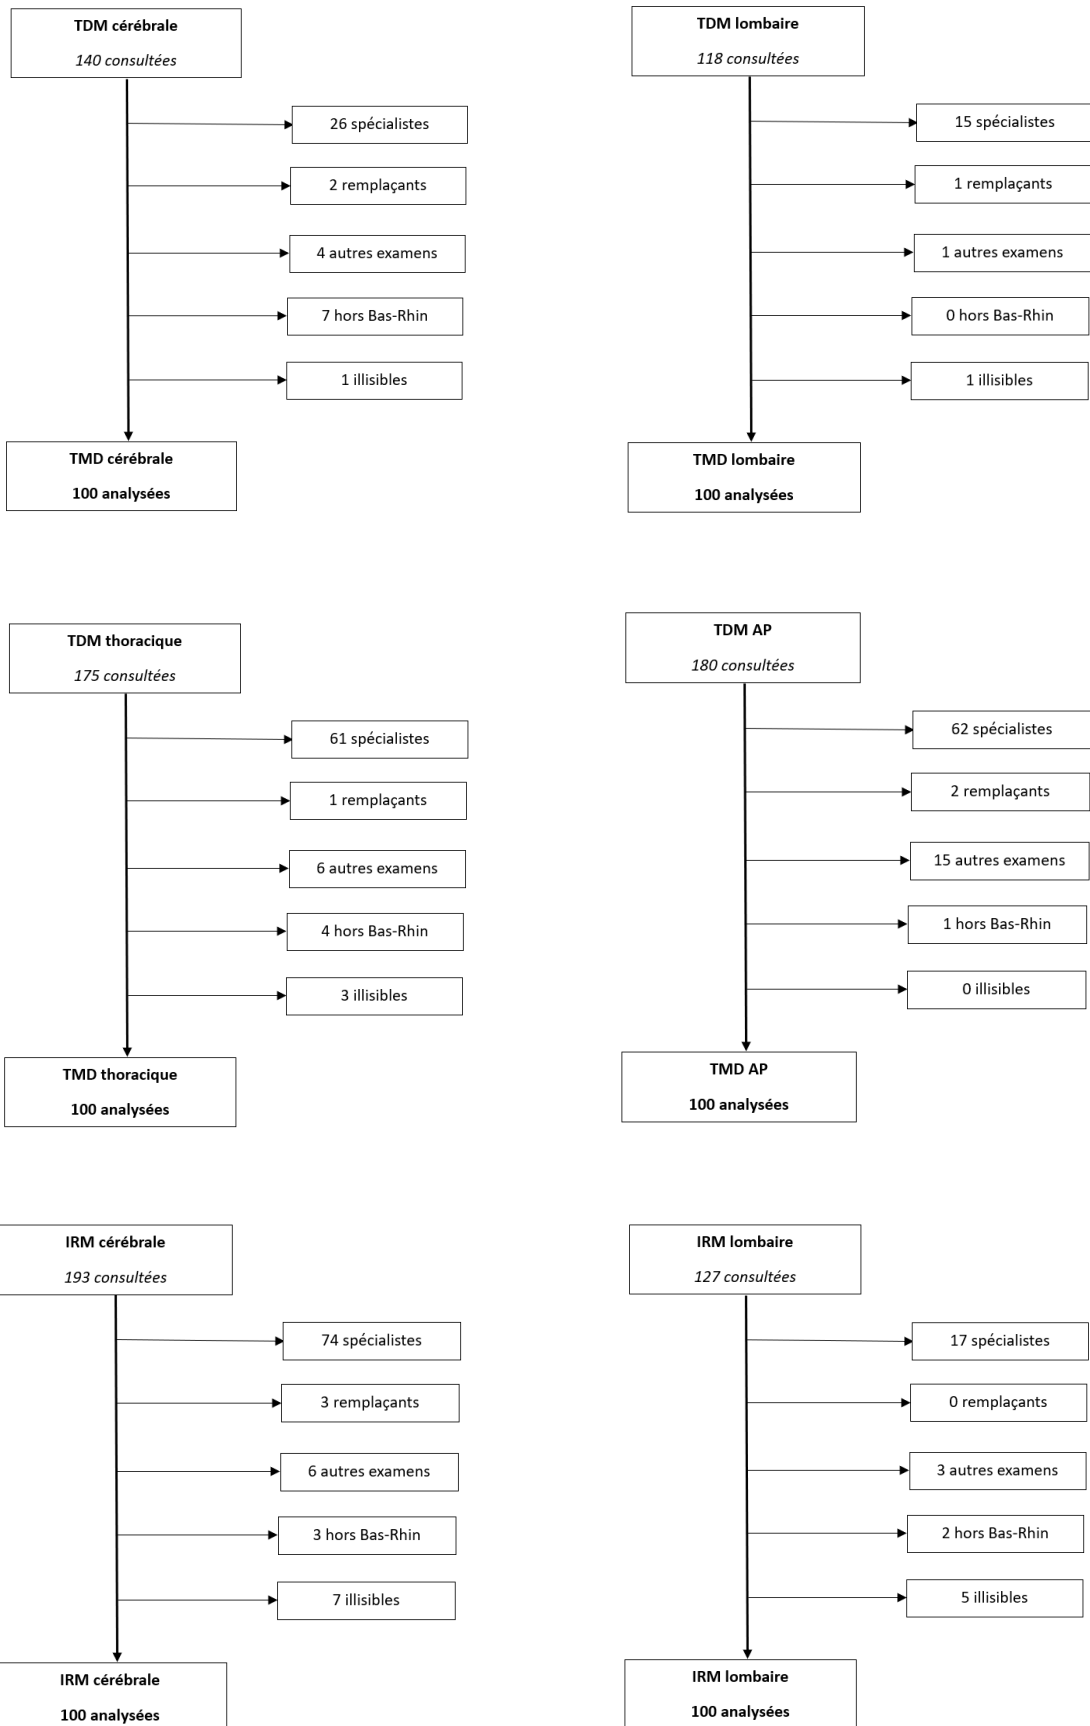 TDM cérébrale
140 consultées
26 spécialistes
2 remplaçants
4 autres examens
7 hors Bas-Rhin
1 illisibles
TMD cérébrale
100 analysées
TDM lombaire
118 consultées
15 spécialistes
1 remplaçants
1 autres examens
0 hors Bas-Rhin
1 illisibles
TMD lombaire
100 analysées
TDM thoracique
175 consultées
61 spécialistes
1 remplaçants
6 autres examens
4 hors Bas-Rhin
3 illisibles
TMD thoracique
100 analysées
TDM AP
180 consultées
62 spécialistes
2 remplaçants
15 autres examens
1 hors Bas-Rhin
0 illisibles
TMD AP
100 analysées
IRM cérébrale
193 consultées
74 spécialistes
3 remplaçants
6 autres examens
3 hors Bas-Rhin
7 illisibles
IRM cérébrale
100 analysées
IRM lombaire
127 consultées
17 spécialistes
0 remplaçants
3 autres examens
2 hors Bas-Rhin
5 illisibles
IRM lombaire
100 analysées